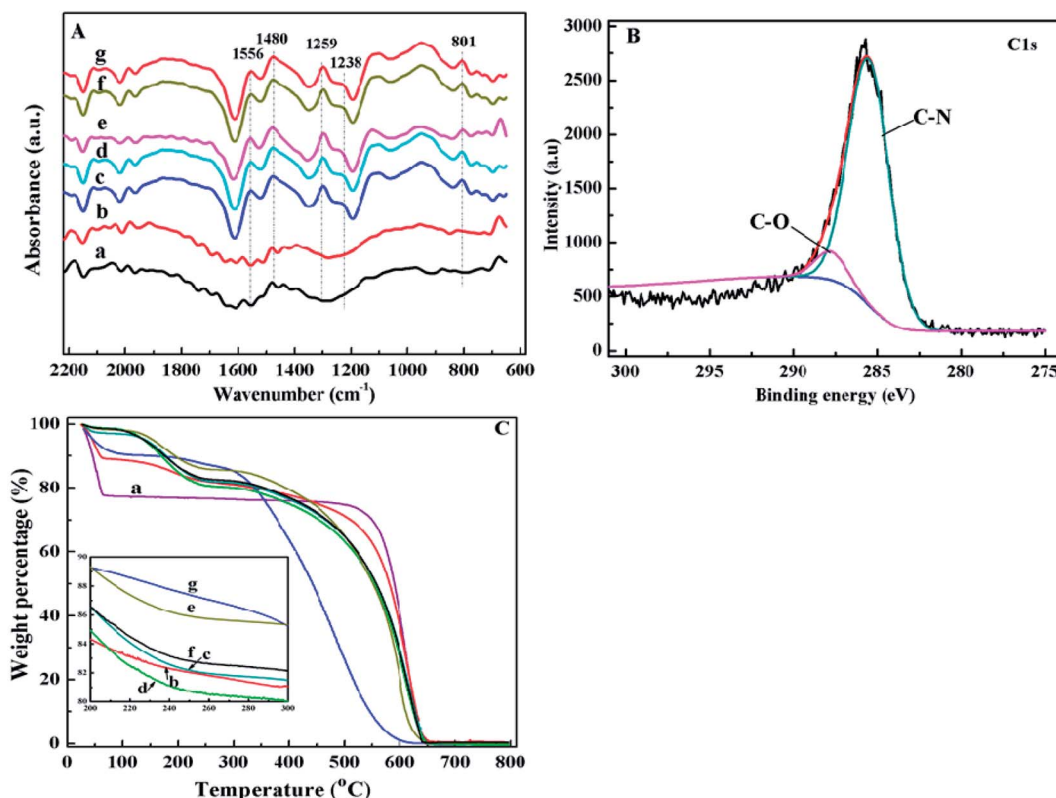 A
1556
1480
1259
1238
801
g
f
e
d
c
b
a
Absorbance (a.u.)
2200 2000 1800 1600 1400 1200 1000 800 600
Wavenumber (cm⁻¹)
B
C1s
C-N
C-O
Intensity (a.u)
3000
2500
2000
1500
1000
500
0
300 295 290 285 280 275
Binding energy (eV)
C
a
Weight percentage (%)
100
80
60
40
20
0
90
88
86
84
82
80
g
e
f c
d b
200 220 240 260 280 300
0 100 200 300 400 500 600 700 800
Temperature (°C)